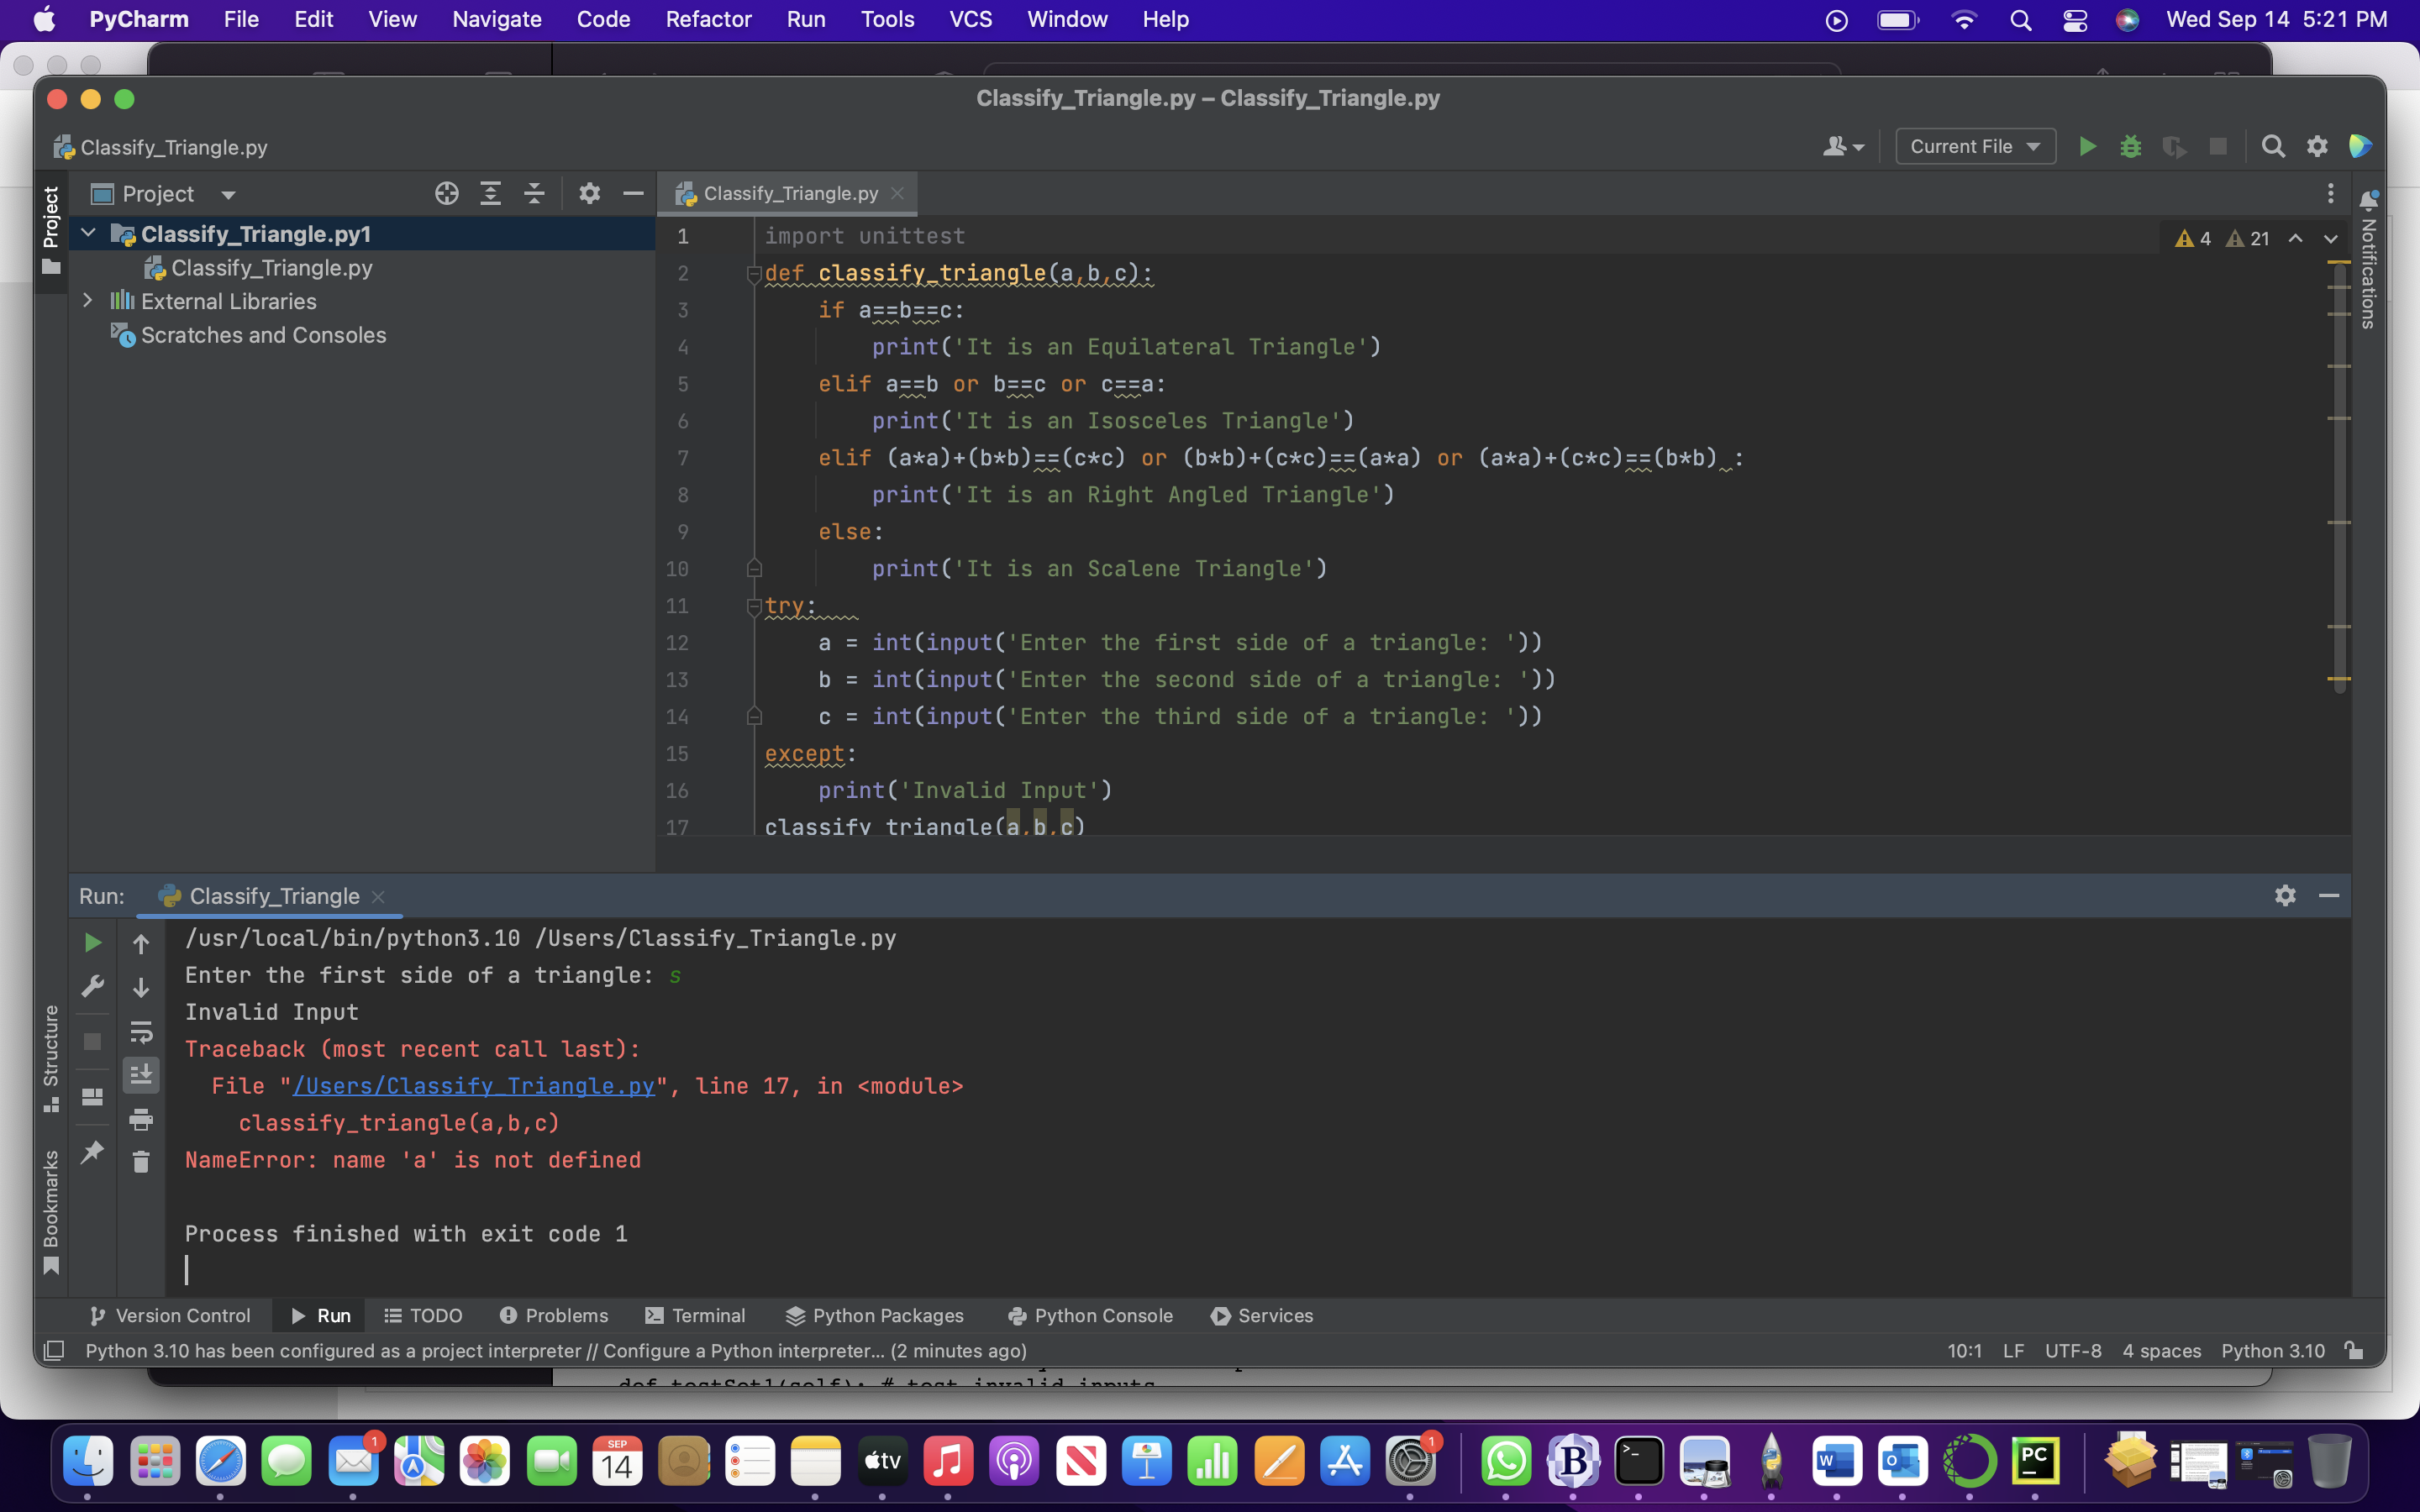 PyCharm File Edit View Navigate Code Refactor Run Tools VCS Window Help Wed Sep 14 5:21 PM
Classify_Triangle.py – Classify_Triangle.py
Classify_Triangle.py Current File
Project Classify_Triangle.py
Project
Classify_Triangle.py1
Classify_Triangle.py
External Libraries
Scratches and Consoles
4 21
Notifications
1 import unittest
2 def classify_triangle(a,b,c):
3 if a==b==c:
4 print('It is an Equilateral Triangle')
5 elif a==b or b==c or c==a:
6 print('It is an Isosceles Triangle')
7 elif (a*a)+(b*b)==(c*c) or (b*b)+(c*c)==(a*a) or (a*a)+(c*c)==(b*b) :
8 print('It is an Right Angled Triangle')
9 else:
10 print('It is an Scalene Triangle')
11 try:
12 a = int(input('Enter the first side of a triangle: '))
13 b = int(input('Enter the second side of a triangle: '))
14 c = int(input('Enter the third side of a triangle: '))
15 except:
16 print('Invalid Input')
17 classify_triangle(a,b,c)
Run: Classify_Triangle
/usr/local/bin/python3.10 /Users/Classify_Triangle.py
Enter the first side of a triangle: s
Invalid Input
Traceback (most recent call last):
File "/Users/Classify_Triangle.py", line 17, in <module>
classify_triangle(a,b,c)
NameError: name 'a' is not defined
Process finished with exit code 1
Structure
Bookmarks
Version Control Run TODO Problems Terminal Python Packages Python Console Services
Python 3.10 has been configured as a project interpreter // Configure a Python interpreter... (2 minutes ago) 10:1 LF UTF-8 4 spaces Python 3.10
def testSet1(self): # test invalid inputs
1 SEP 14 tv 1 B >_ W O PC